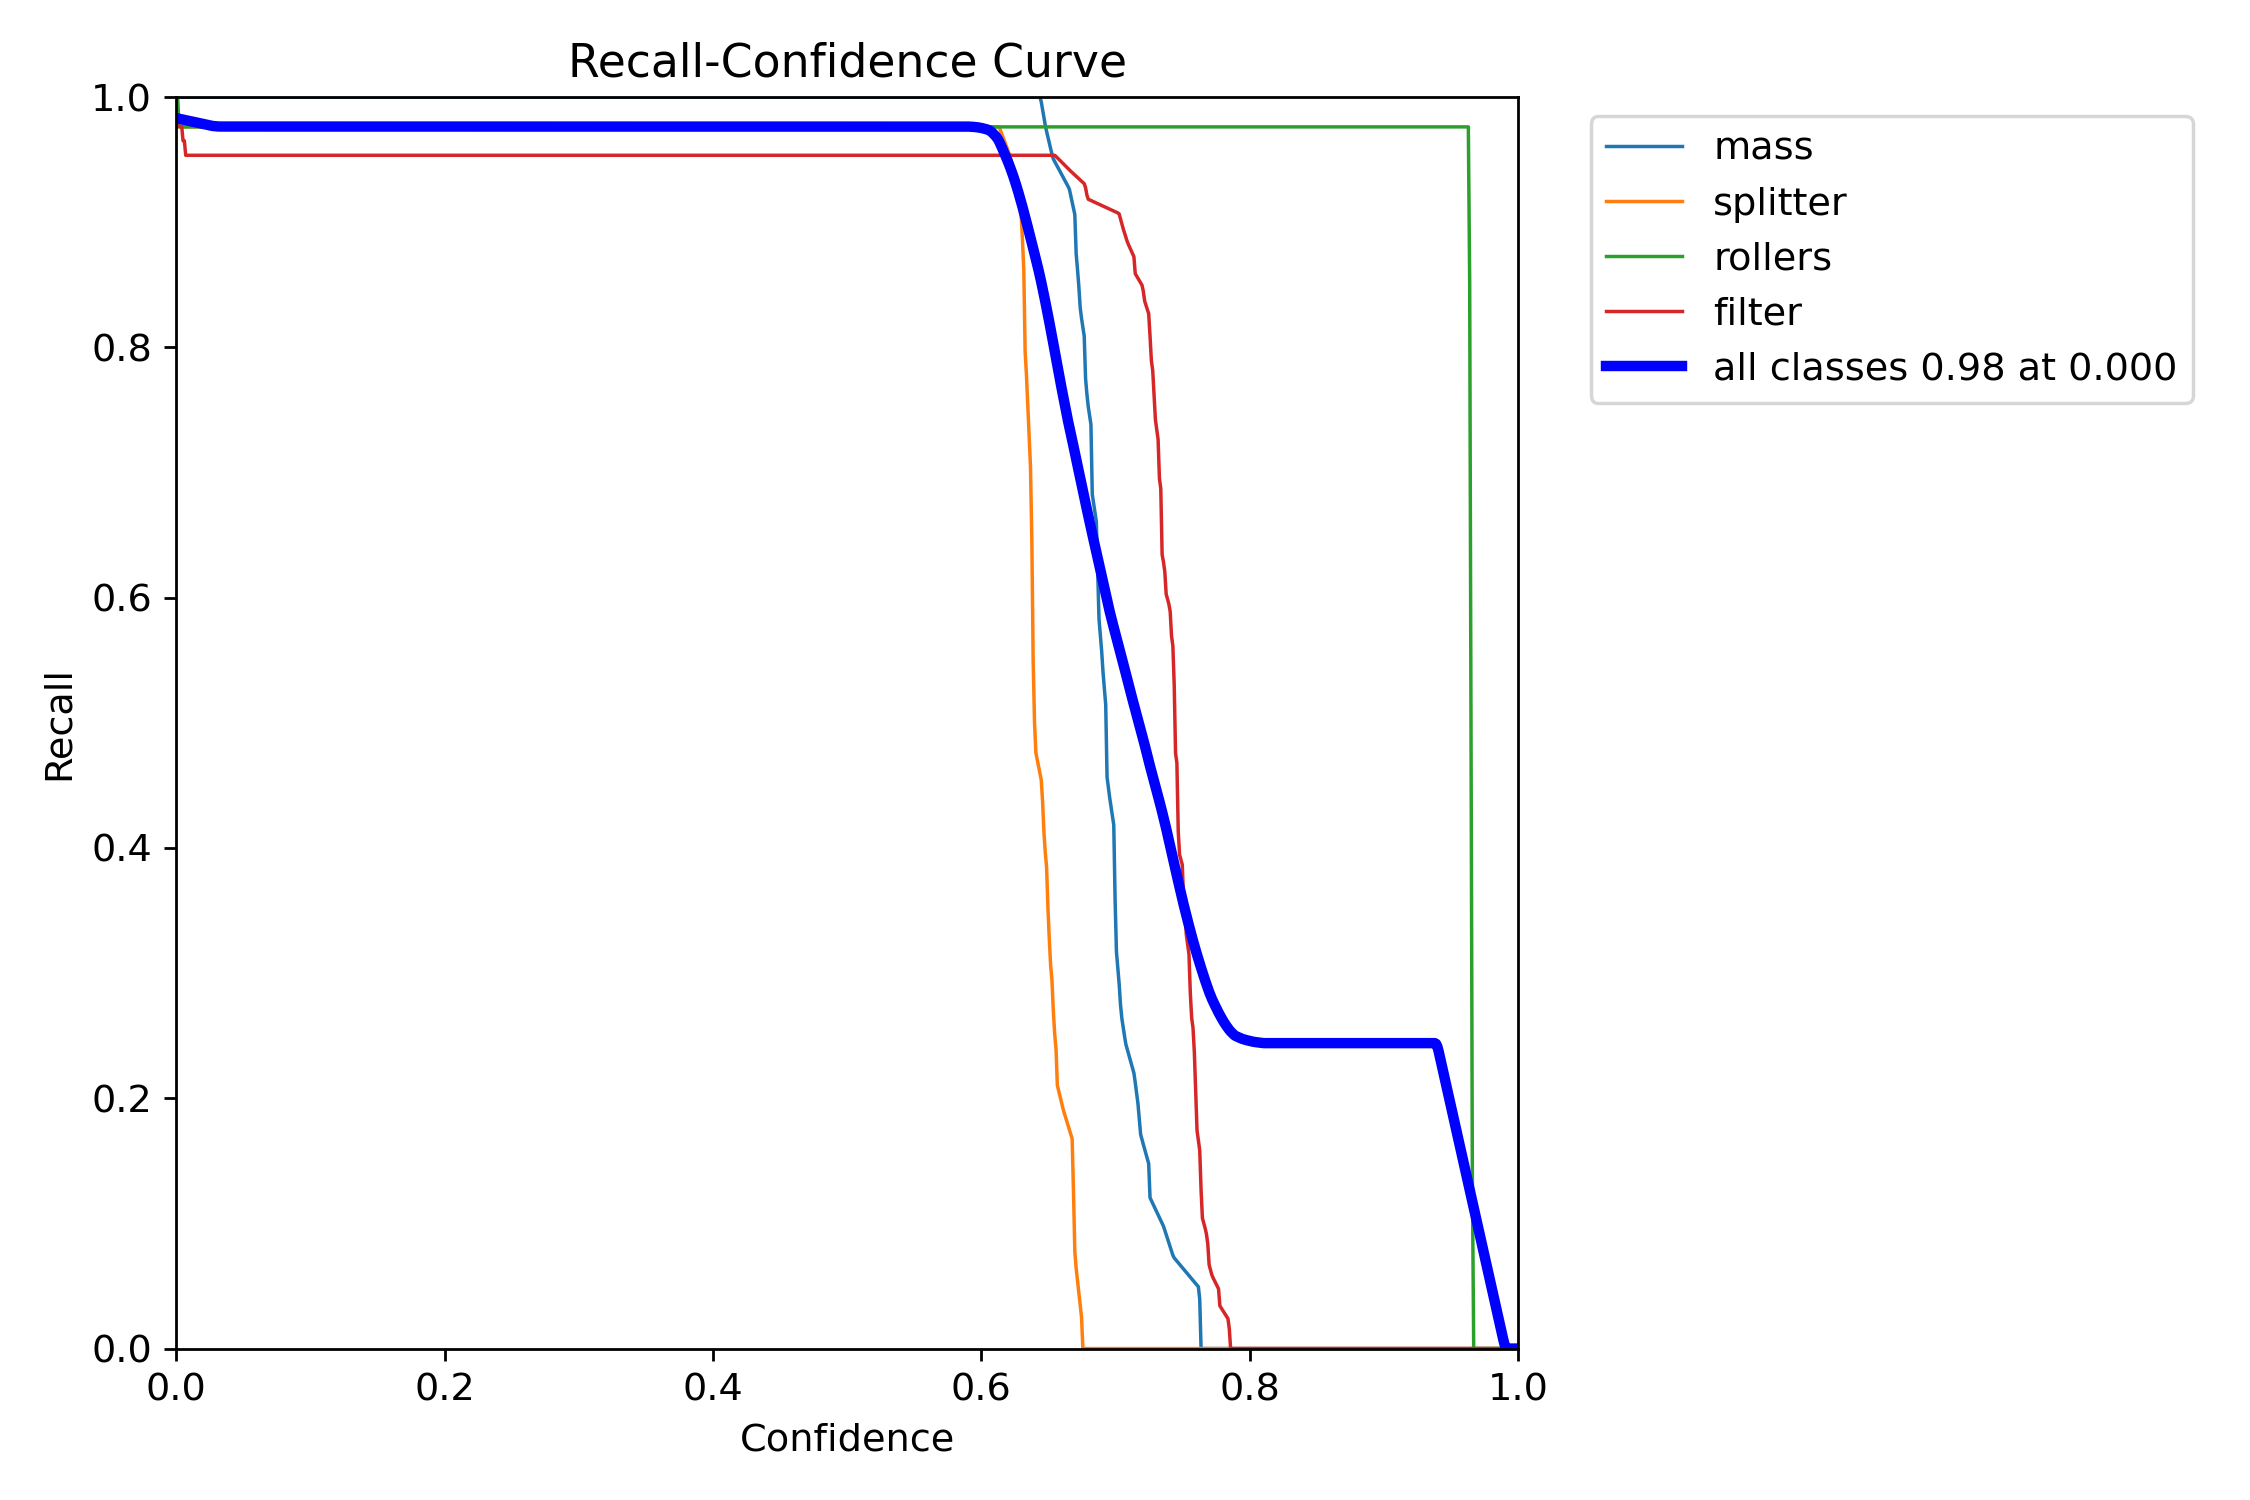 Recall-Confidence Curve
1.0
0.8
0.6
0.4
0.2
0.0
Recall
0.0 0.2 0.4 0.6 0.8 1.0
Confidence
mass
splitter
rollers
filter
all classes 0.98 at 0.000